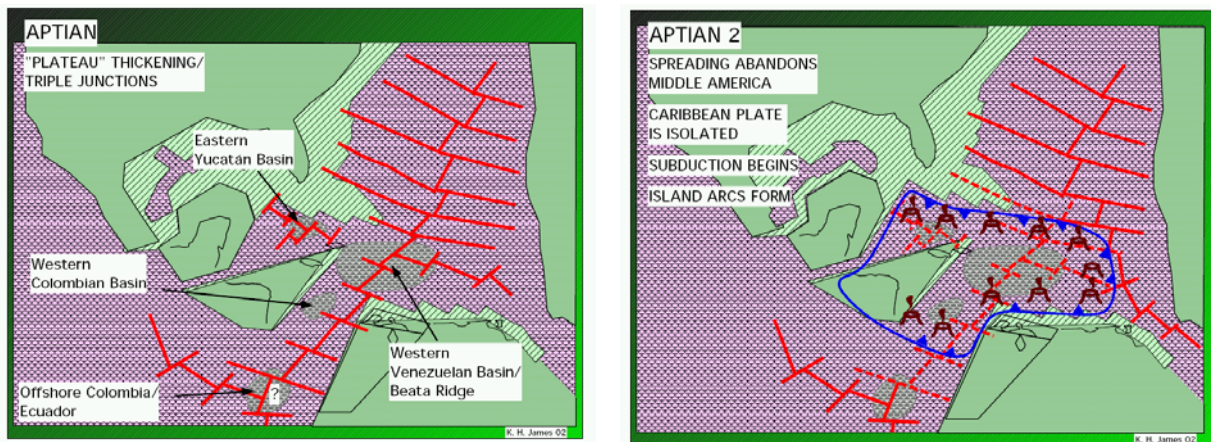 APTIAN
"PLATEAU" THICKENING/
TRIPLE JUNCTIONS
Eastern
Yucatán Basin
Western
Colombian Basin
Western
Venezuelan Basin/
Beata Ridge
Offshore Colombia/
Ecuador
?
K. H. James 02
APTIAN 2
SPREADING ABANDONS
MIDDLE AMERICA
CARIBBEAN PLATE
IS ISOLATED
SUBDUCTION BEGINS
ISLAND ARCS FORM
K. H. James 02